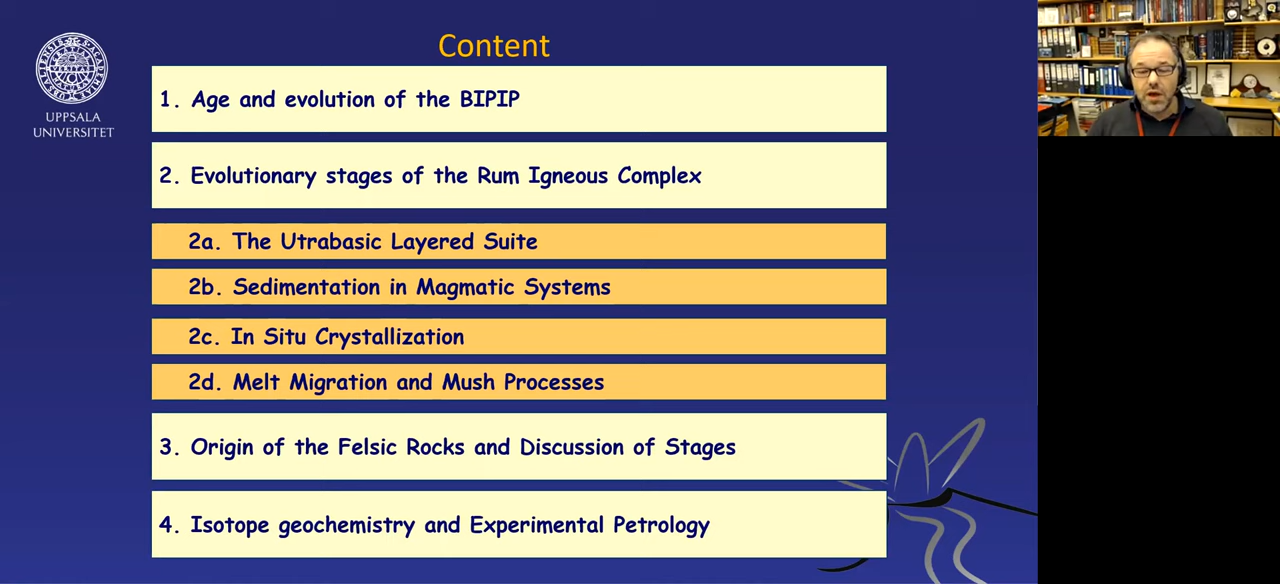 Content
UPPSALA
UNIVERSITET
1. Age and evolution of the BIPIP
2. Evolutionary stages of the Rum Igneous Complex
2a. The Utrabasic Layered Suite
2b. Sedimentation in Magmatic Systems
2c. In Situ Crystallization
2d. Melt Migration and Mush Processes
3. Origin of the Felsic Rocks and Discussion of Stages
4. Isotope geochemistry and Experimental Petrology